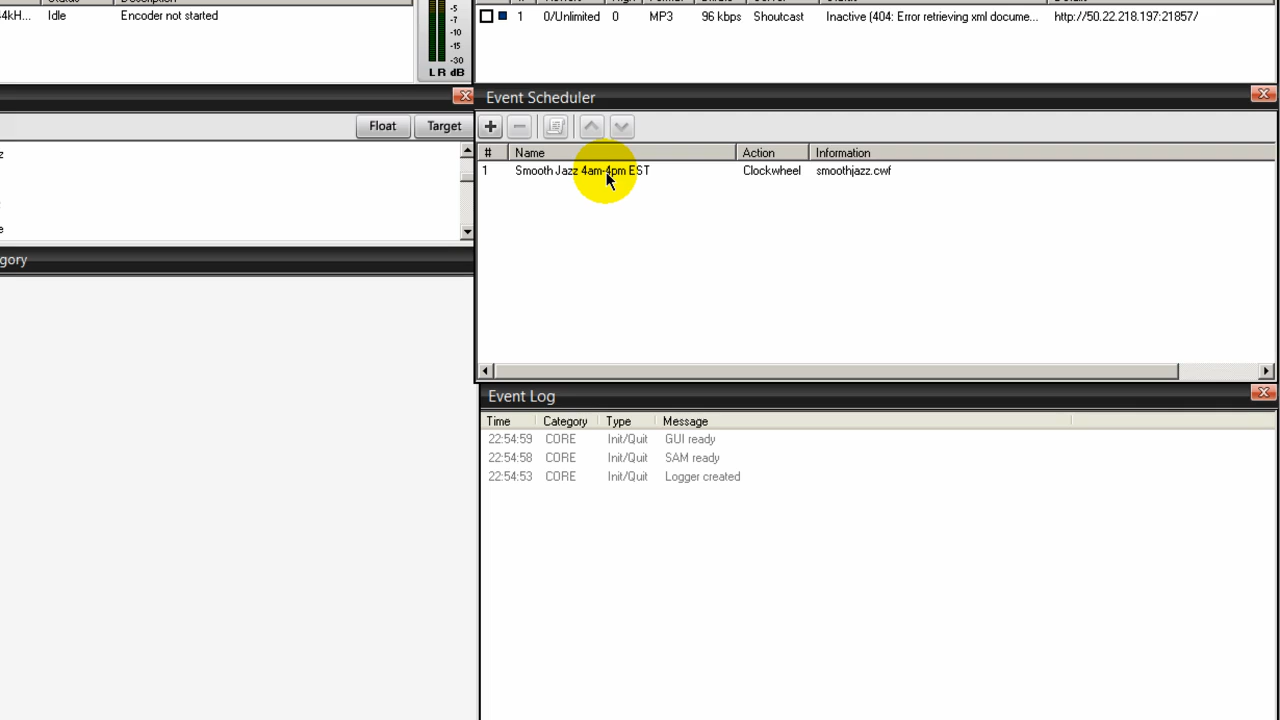 4kH... Idle Encoder not started
-5
-7
-10
-15
-30
L R dB
1 0/Unlimited 0 MP3 96 kbps Shoutcast Inactive (404: Error retrieving xml docume... http://50.22.218.197:21857/
Event Scheduler
Float Target
# Name Action Information
1 Smooth Jazz 4am-4pm EST Clockwheel smoothjazz.cwf
z
e
gory
Event Log
Time Category Type Message
22:54:59 CORE Init/Quit GUI ready
22:54:58 CORE Init/Quit SAM ready
22:54:53 CORE Init/Quit Logger created